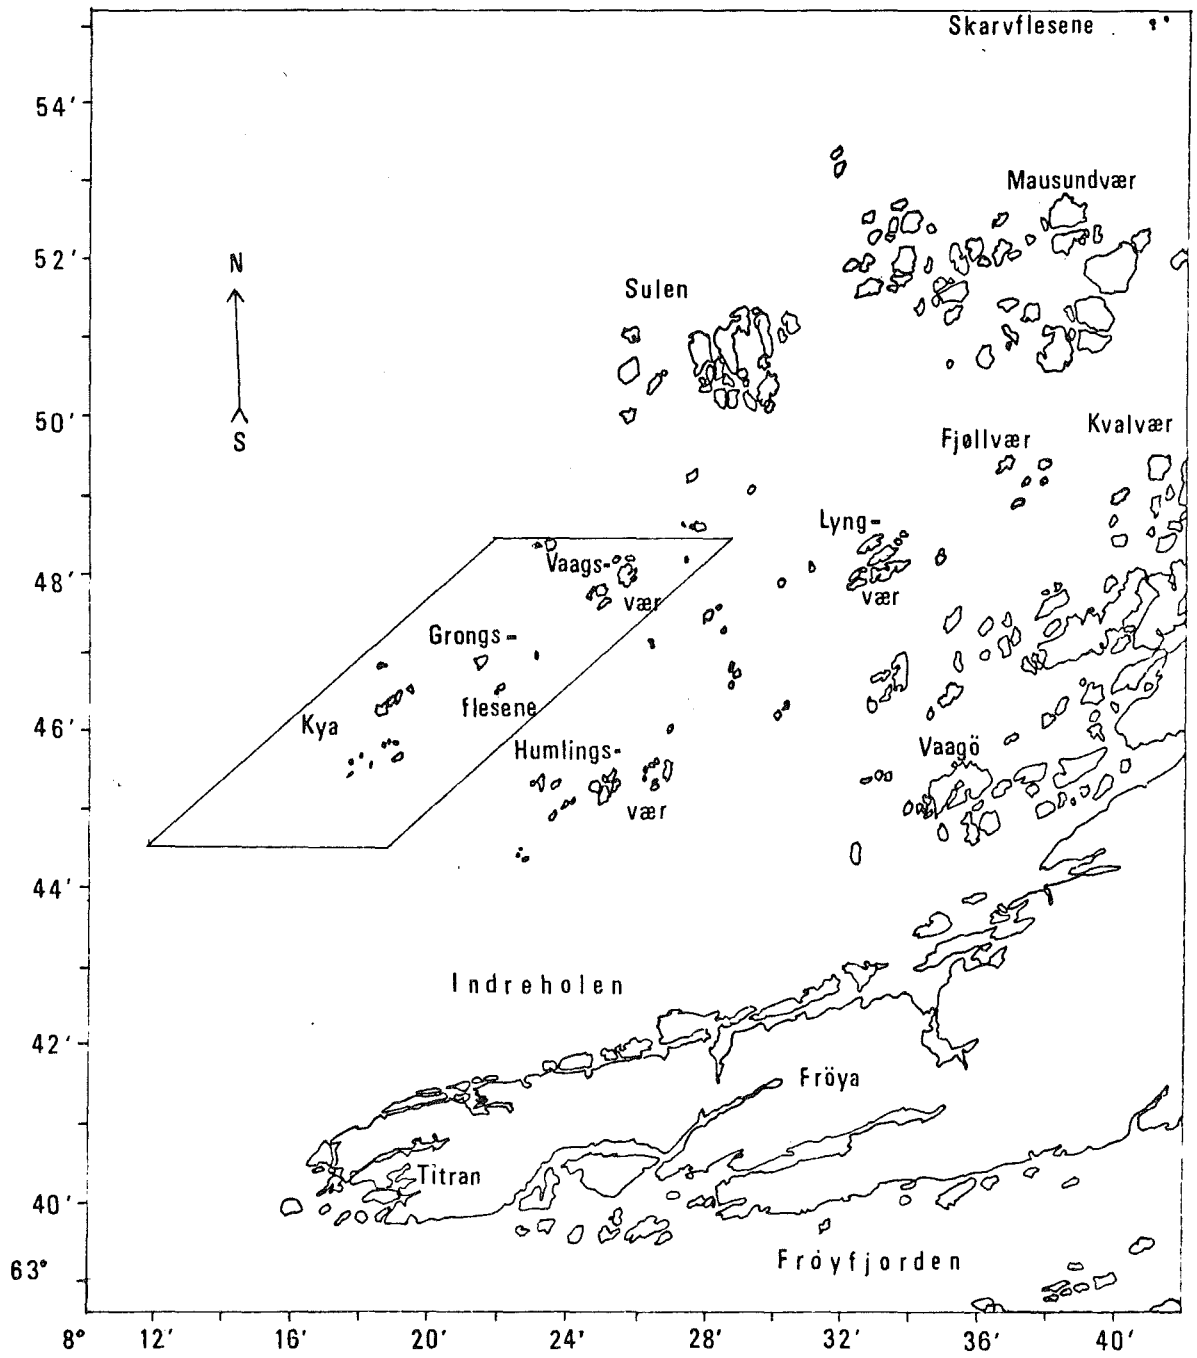 Skarvflesene
54′
Mausundvær
N
52′
Sulen
50′
S
Kvalvær
Fjøllvær
Lyng-
Vaags-
48′
vær
vær
Grongs-
flesene
Kya
46′
Humlings-
Vaagö
vær
44′
Indreholen
42′
Fröya
Titran
40′
Fröyfjorden
63°
8° 12′ 16′ 20′ 24′ 28′ 32′ 36′ 40′